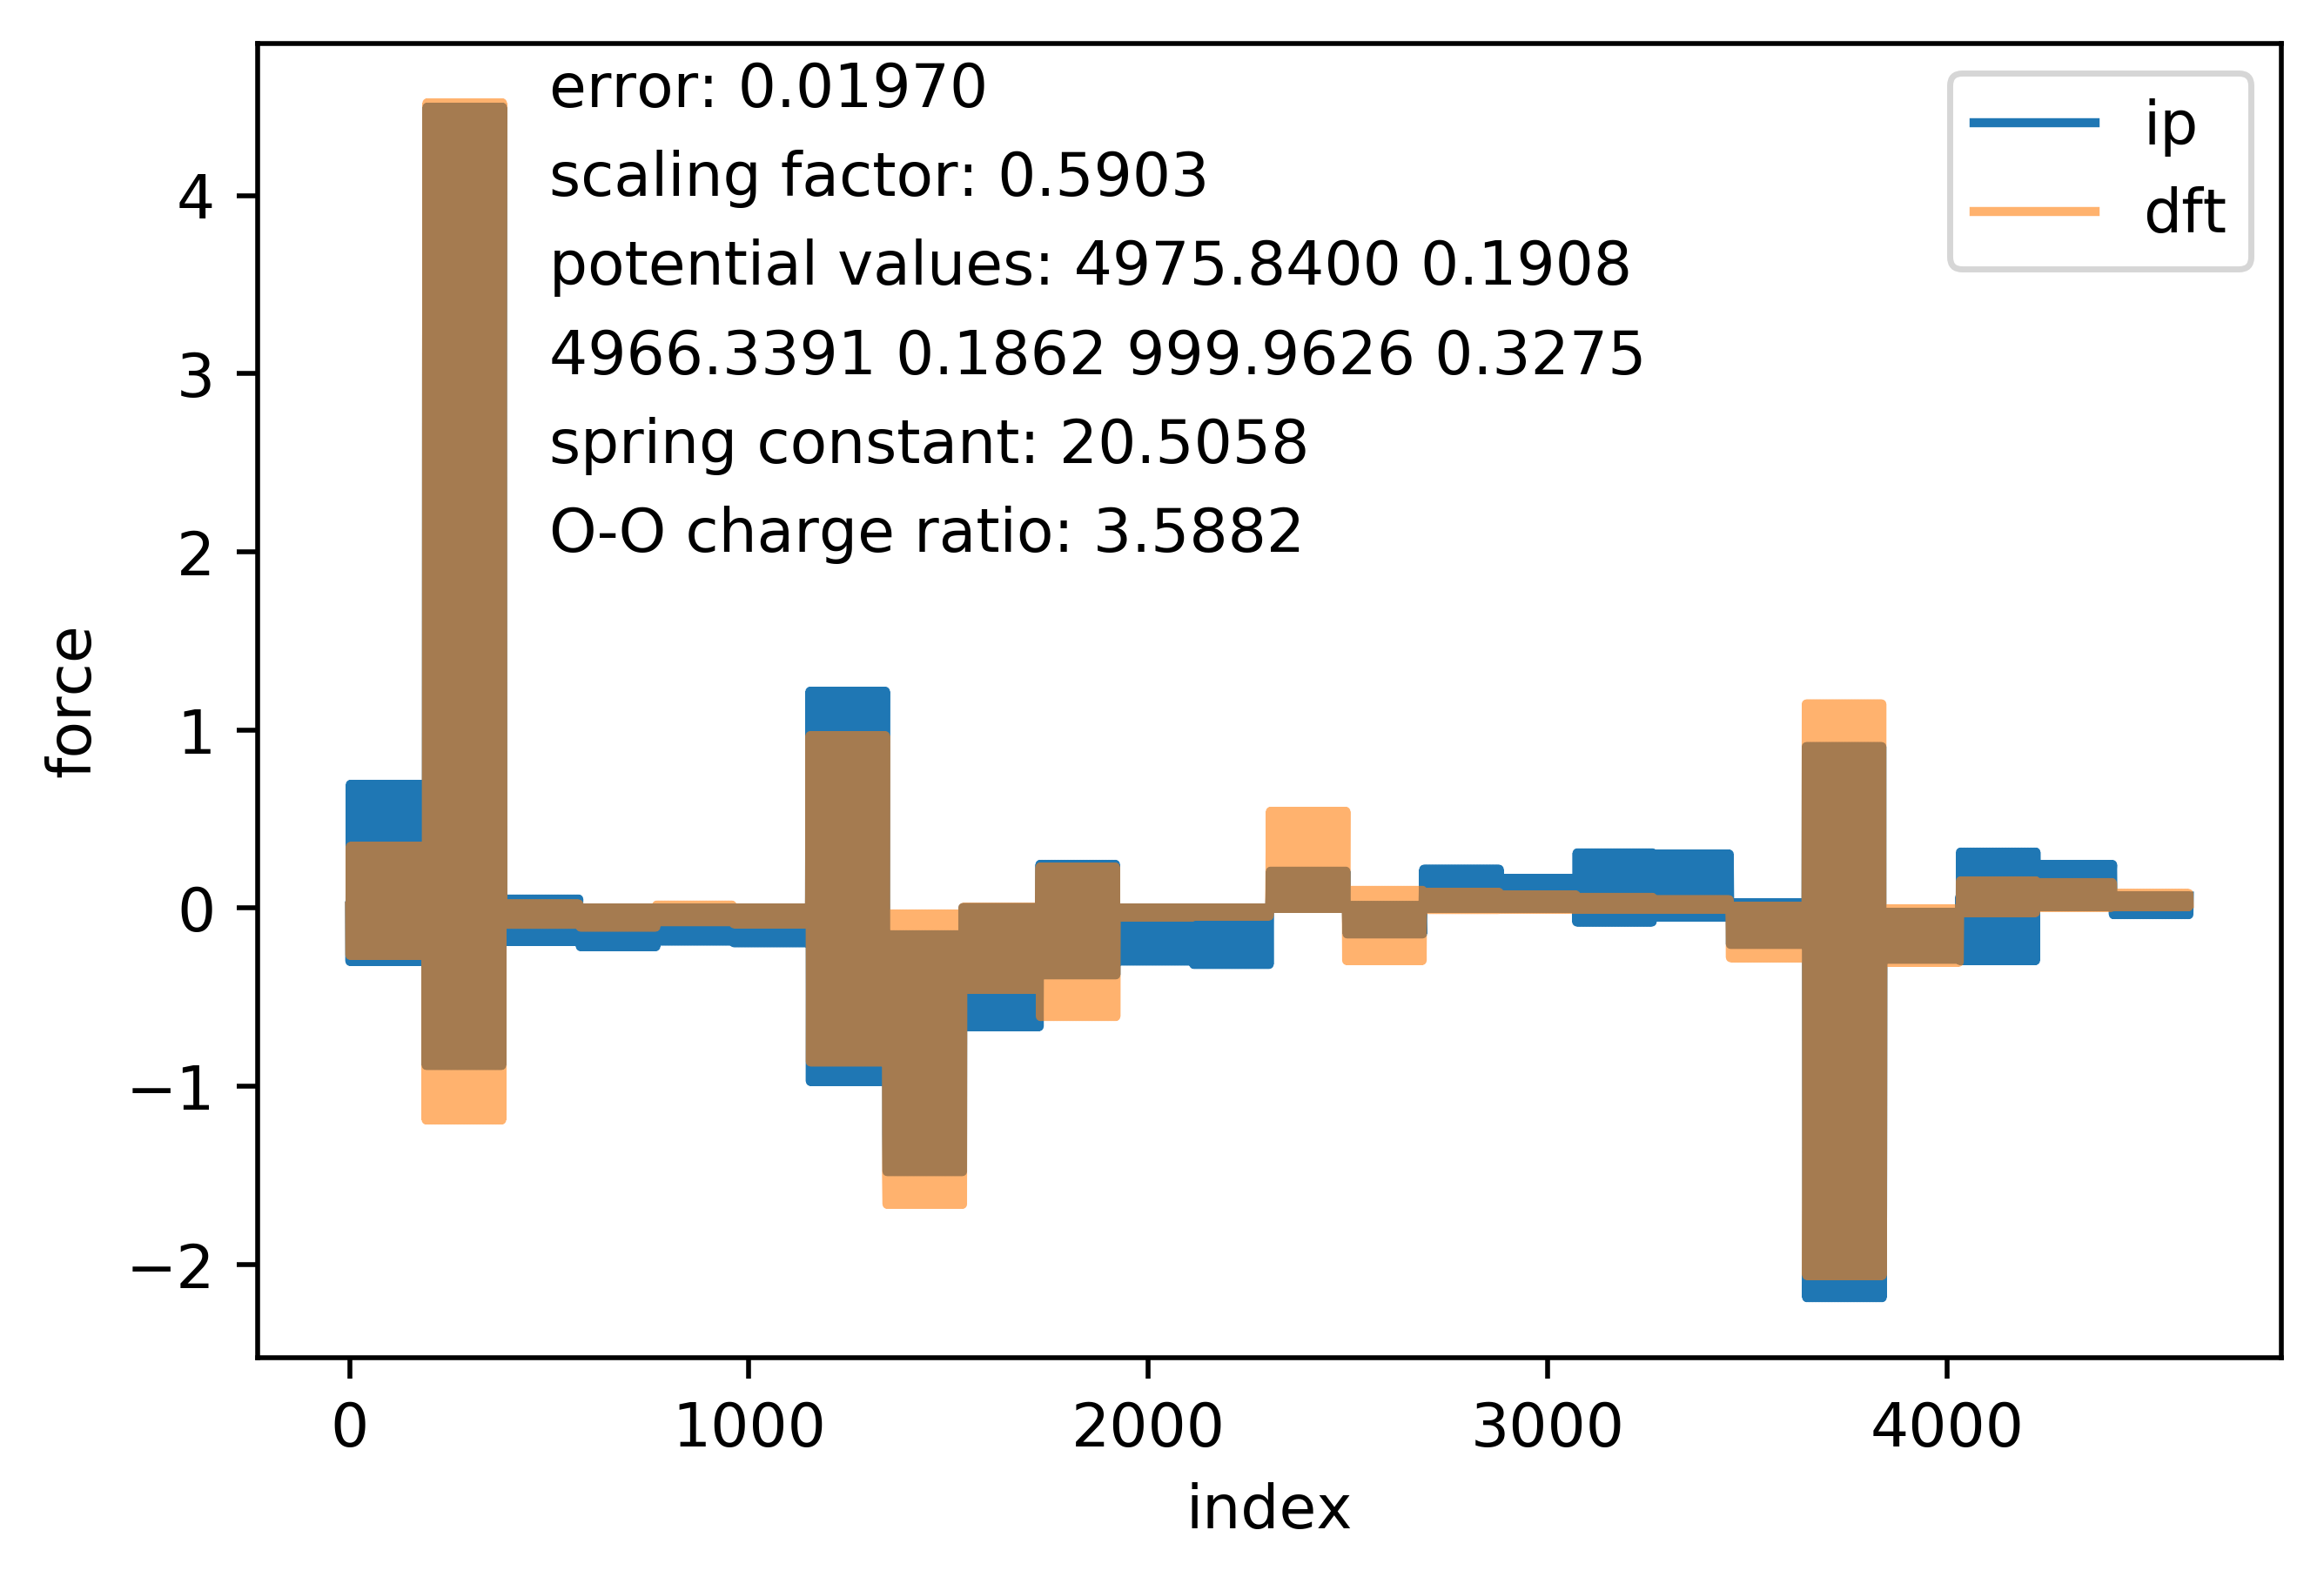 error: 0.01970
scaling factor: 0.5903
potential values: 4975.8400 0.1908
4966.3391 0.1862 999.9626 0.3275
spring constant: 20.5058
O-O charge ratio: 3.5882
ip
dft
4
3
2
1
0
−1
−2
force
0
1000
2000
3000
4000
index